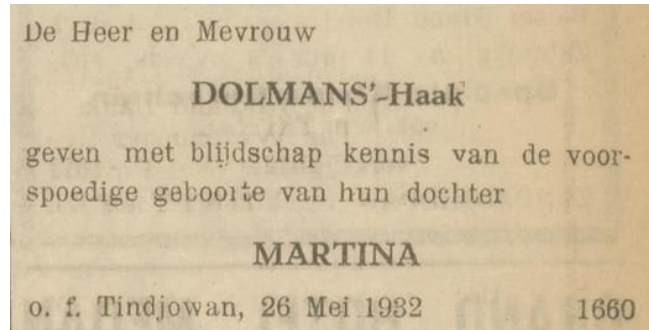 De Heer en Mevrouw
DOLMANS'-Haak
geven met blijdschap kennis van de voor-
spoedige geboorte van hun dochter
MARTINA
o. f. Tindjowan, 26 Mei 1932 1660